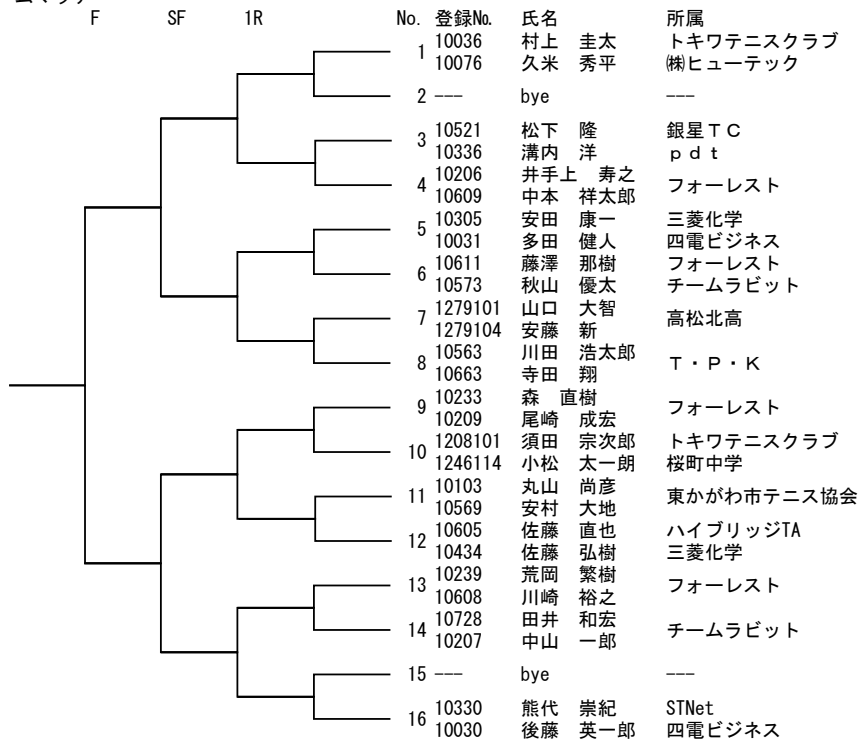 F SF 1R No. 登録No. 氏名 所属
1 10036 村上 圭太 トキワテニスクラブ
10076 久米 秀平 ㈱ヒューテック
2 --- bye ---
3 10521 松下 隆 銀星TC
10336 溝内 洋 pdt
4 10206 井手上 寿之 フォーレスト
10609 中本 祥太郎
5 10305 安田 康一 三菱化学
10031 多田 健人 四電ビジネス
6 10611 藤澤 那樹 フォーレスト
10573 秋山 優太 チームラビット
7 1279101 山口 大智 高松北高
1279104 安藤 新
8 10563 川田 浩太郎 T・P・K
10663 寺田 翔
9 10233 森 直樹 フォーレスト
10209 尾崎 成宏
10 1208101 須田 宗次郎 トキワテニスクラブ
1246114 小松 太一朗 桜町中学
11 10103 丸山 尚彦 東かがわ市テニス協会
10569 安村 大地
12 10605 佐藤 直也 ハイブリッジTA
10434 佐藤 弘樹 三菱化学
13 10239 荒岡 繁樹 フォーレスト
10608 川崎 裕之
14 10728 田井 和宏 チームラビット
10207 中山 一郎
15 --- bye ---
16 10330 熊代 崇紀 STNet
10030 後藤 英一郎 四電ビジネス